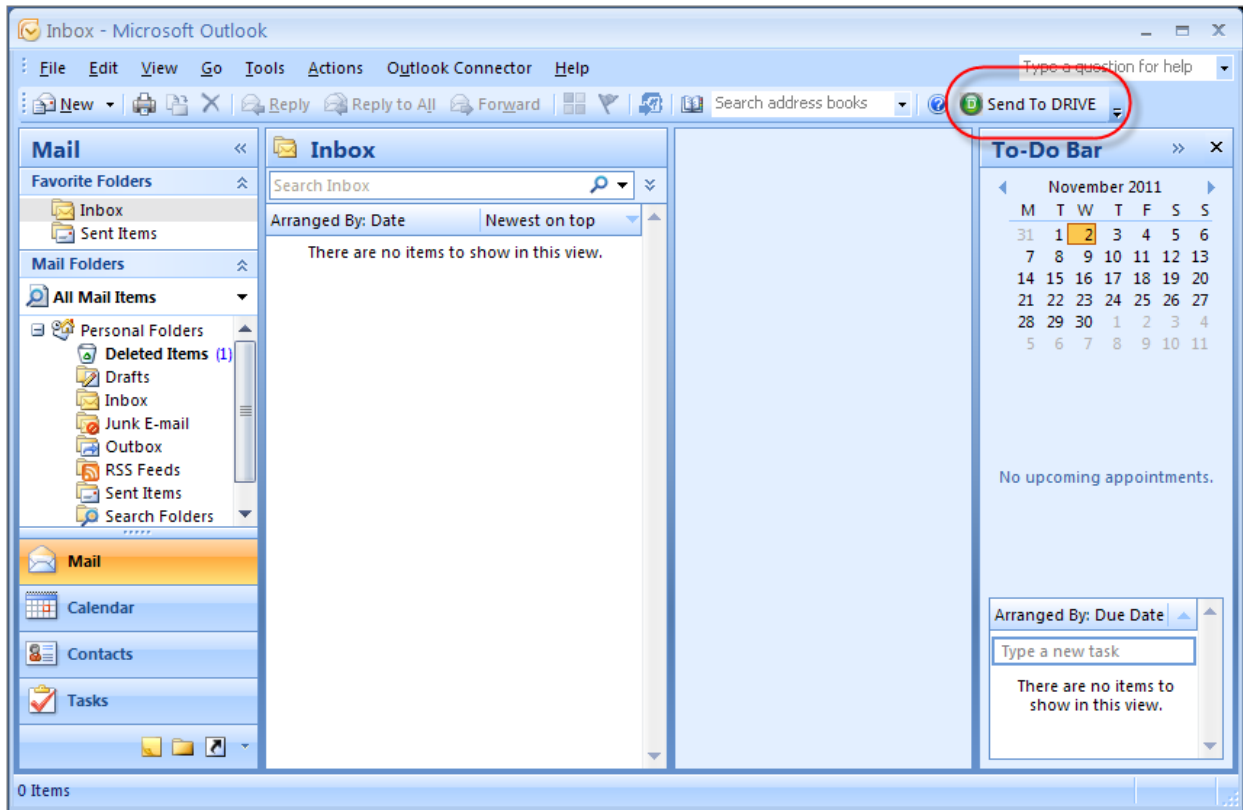 Inbox - Microsoft Outlook
File Edit View Go Tools Actions Outlook Connector Help
Type a question for help
New Reply Reply to All Forward Search address books Send To DRIVE
Mail
Favorite Folders
Inbox
Sent Items
Mail Folders
All Mail Items
Personal Folders
Deleted Items (1)
Drafts
Inbox
Junk E-mail
Outbox
RSS Feeds
Sent Items
Search Folders
Mail
Calendar
Contacts
Tasks
Inbox
Search Inbox
Arranged By: Date Newest on top
There are no items to show in this view.
To-Do Bar
November 2011
M T W T F S S
31 1 2 3 4 5 6
7 8 9 10 11 12 13
14 15 16 17 18 19 20
21 22 23 24 25 26 27
28 29 30 1 2 3 4
5 6 7 8 9 10 11
No upcoming appointments.
Arranged By: Due Date
Type a new task
There are no items to
show in this view.
0 Items